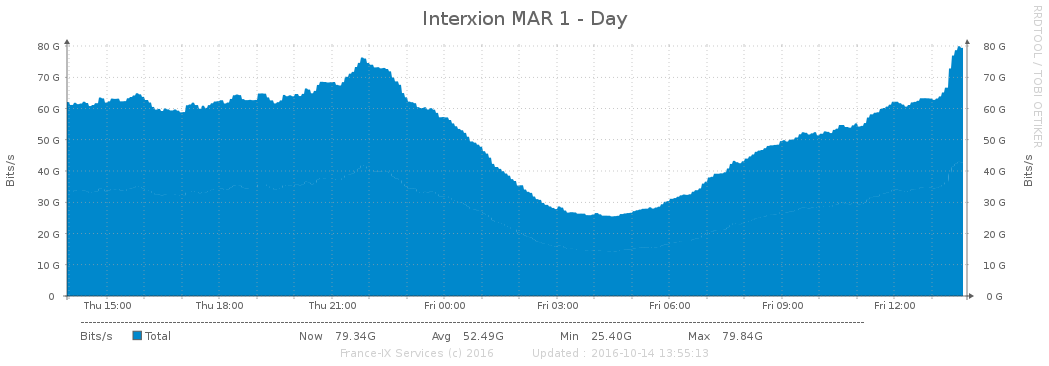 Interxion MAR 1 - Day
RRDTOOL / TOBI OETIKER
Bits/s
80 G 80 G
70 G 70 G
60 G 60 G
50 G 50 G
40 G 40 G
30 G 30 G
20 G 20 G
10 G 10 G
0 0 G
Bits/s
Thu 15:00 Thu 18:00 Thu 21:00 Fri 00:00 Fri 03:00 Fri 06:00 Fri 09:00 Fri 12:00
Bits/s Total Now 79.34G Avg 52.49G Min 25.40G Max 79.84G
France-IX Services (c) 2016 Updated : 2016-10-14 13:55:13